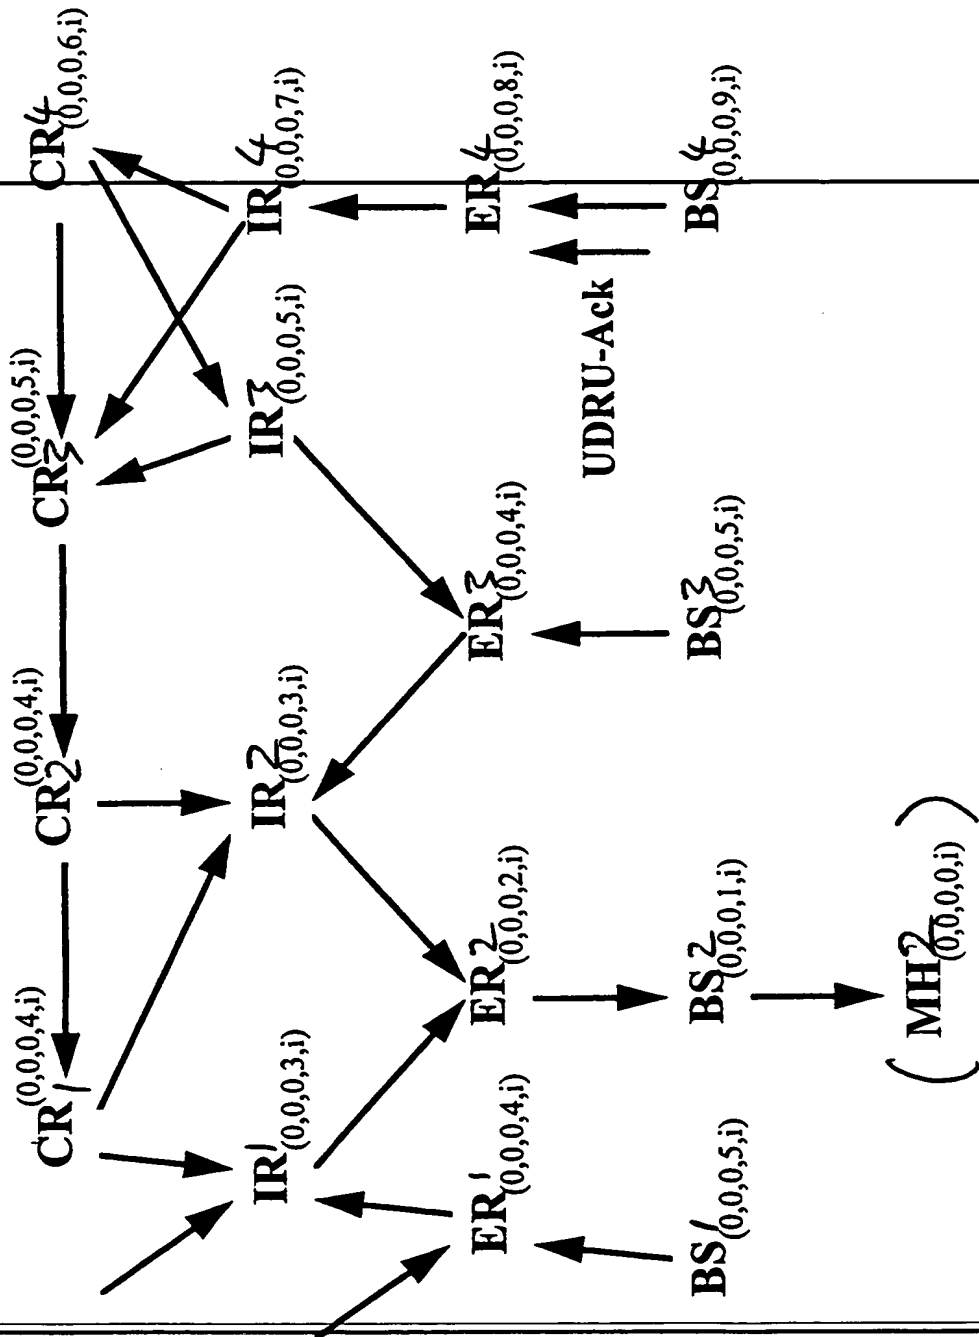 CR1(0,0,0,4,i) CR2(0,0,0,4,i) CR3(0,0,0,5,i) CR4(0,0,0,6,i)
IR1(0,0,0,3,i) IR2(0,0,0,3,i) IR3(0,0,0,5,i) IR4(0,0,0,7,i)
ER1(0,0,0,4,i) ER2(0,0,0,2,i) ER3(0,0,0,4,i) ER4(0,0,0,8,i)
UDRU-Ack
BS1(0,0,0,5,i) BS2(0,0,0,1,i) BS3(0,0,0,5,i) BS4(0,0,0,9,i)
(MH2(0,0,0,0,i))